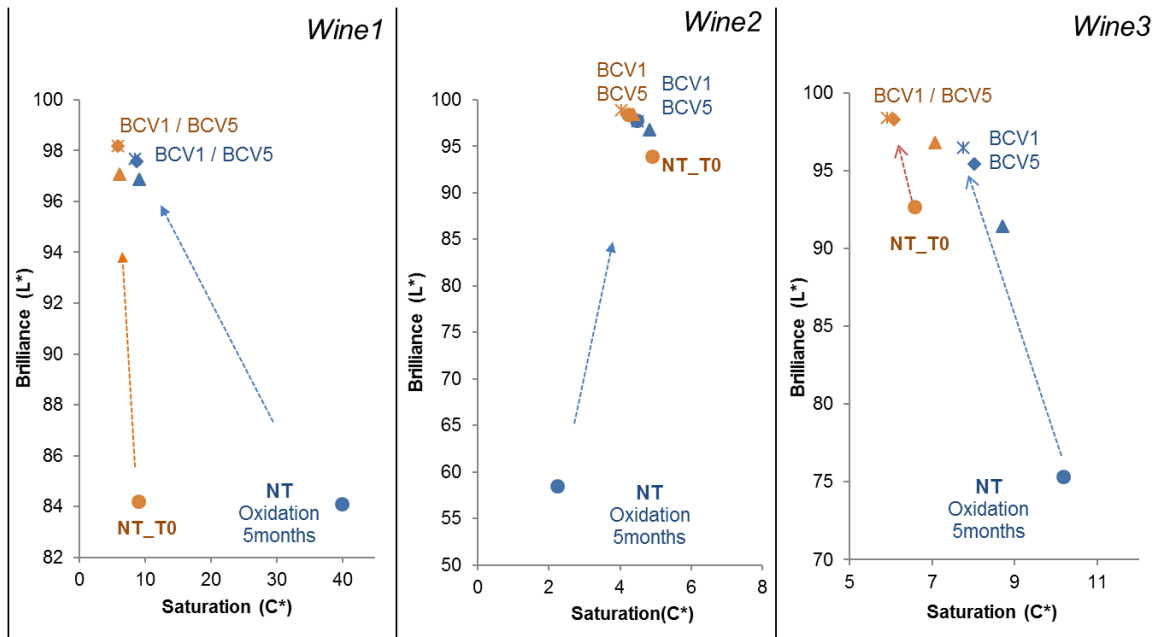 Wine1
100
98
96
94
92
90
88
86
84
82
Brilliance (L*)
BCV1 / BCV5
BCV1 / BCV5
NT_T0
NT
Oxidation
5months
0
10
20
30
40
Saturation (C*)
Wine2
100
95
90
85
80
75
70
65
60
55
50
Brilliance (L*)
BCV1
BCV5
BCV1
BCV5
NT_T0
NT
Oxidation
5months
0
2
4
6
8
Saturation(C*)
Wine3
100
95
90
85
80
75
70
Brilliance (L*)
BCV1 / BCV5
BCV1
BCV5
NT_T0
NT
Oxidation
5months
5
7
9
11
Saturation (C*)